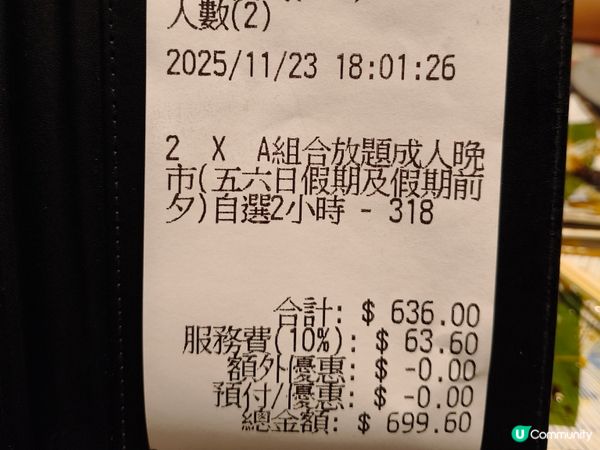 人數(2)
2025/11/23 18:01:26
2 X A組合放題成人晚
市(五六日假期及假期前
夕)自選2小時 - 318
合計: $ 636.00
服務費(10%): $ 63.60
額外優惠: $ -0.00
預付/優惠: $ -0.00
總金額: $ 699.60
U Community